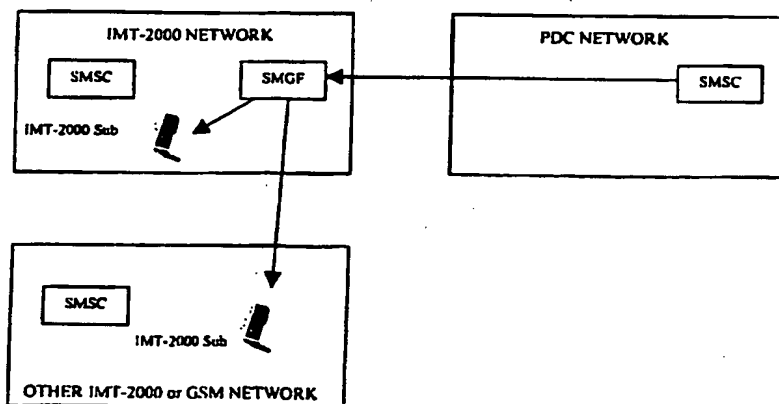 IMT-2000 NETWORK
SMSC
SMGF
IMT-2000 Sub
PDC NETWORK
SMSC
SMSC
IMT-2000 Sub
OTHER IMT-2000 or GSM NETWORK